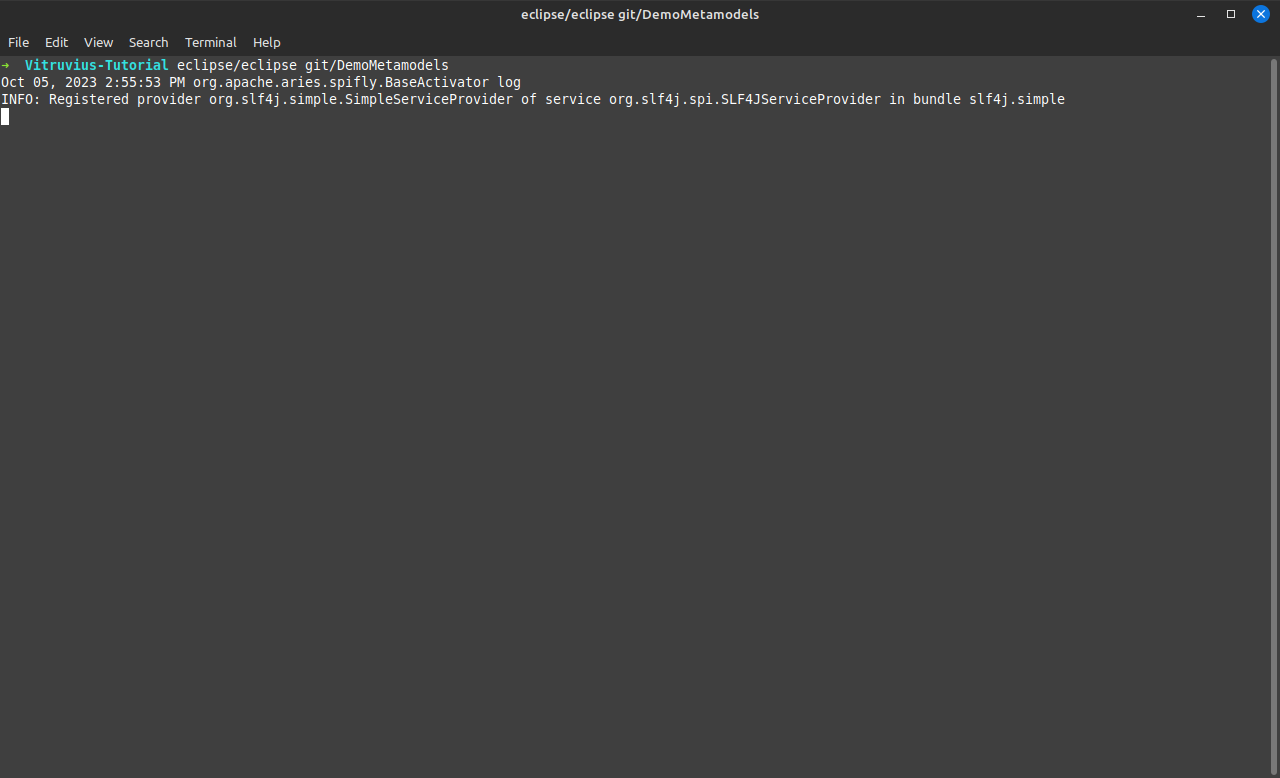 eclipse/eclipse git/DemoMetamodels
File Edit View Search Terminal Help
➜  Vitruvius-Tutorial eclipse/eclipse git/DemoMetamodels
Oct 05, 2023 2:55:53 PM org.apache.aries.spifly.BaseActivator log
INFO: Registered provider org.slf4j.simple.SimpleServiceProvider of service org.slf4j.spi.SLF4JServiceProvider in bundle slf4j.simple